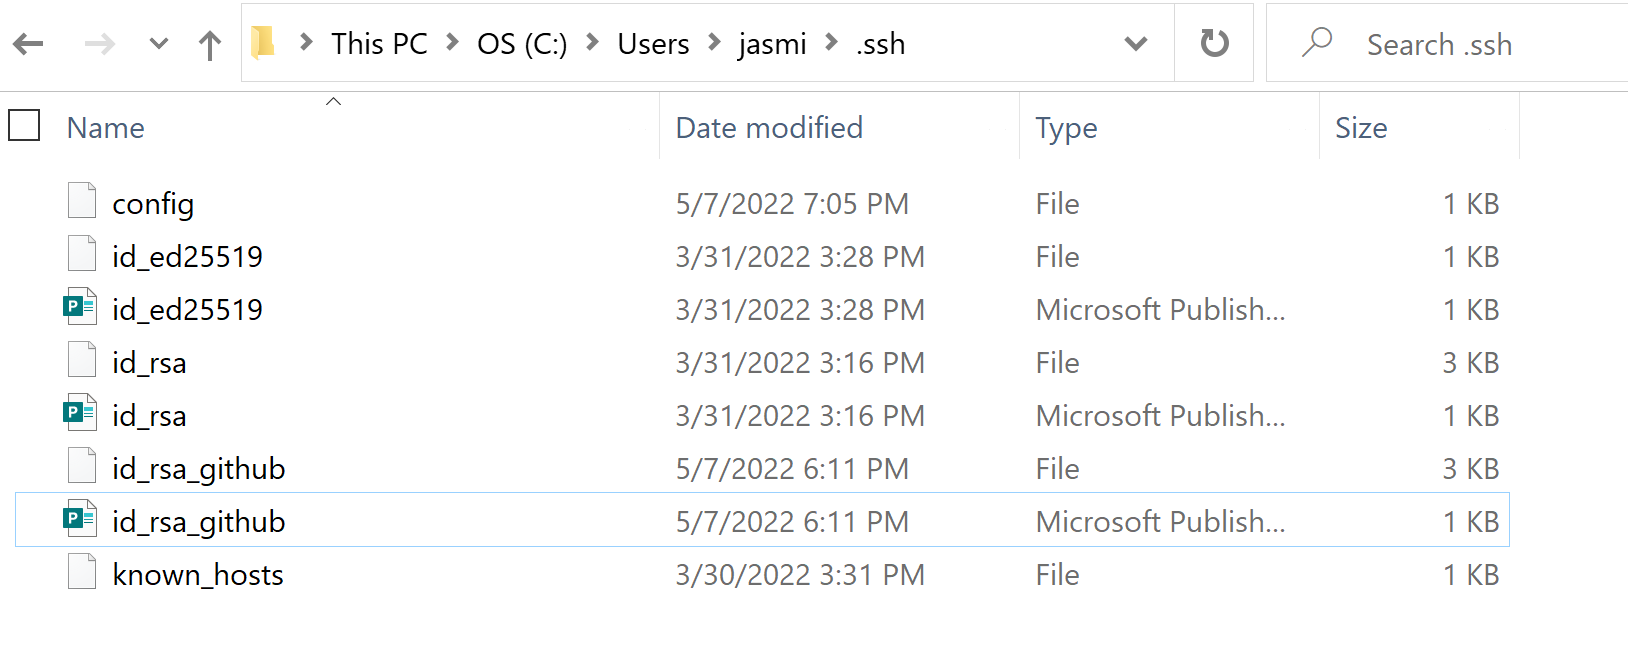 This PC > OS (C:) > Users > jasmi > .ssh Search .ssh
Name Date modified Type Size
config 5/7/2022 7:05 PM File 1 KB
id_ed25519 3/31/2022 3:28 PM File 1 KB
P id_ed25519 3/31/2022 3:28 PM Microsoft Publish... 1 KB
id_rsa 3/31/2022 3:16 PM File 3 KB
P id_rsa 3/31/2022 3:16 PM Microsoft Publish... 1 KB
id_rsa_github 5/7/2022 6:11 PM File 3 KB
P id_rsa_github 5/7/2022 6:11 PM Microsoft Publish... 1 KB
known_hosts 3/30/2022 3:31 PM File 1 KB